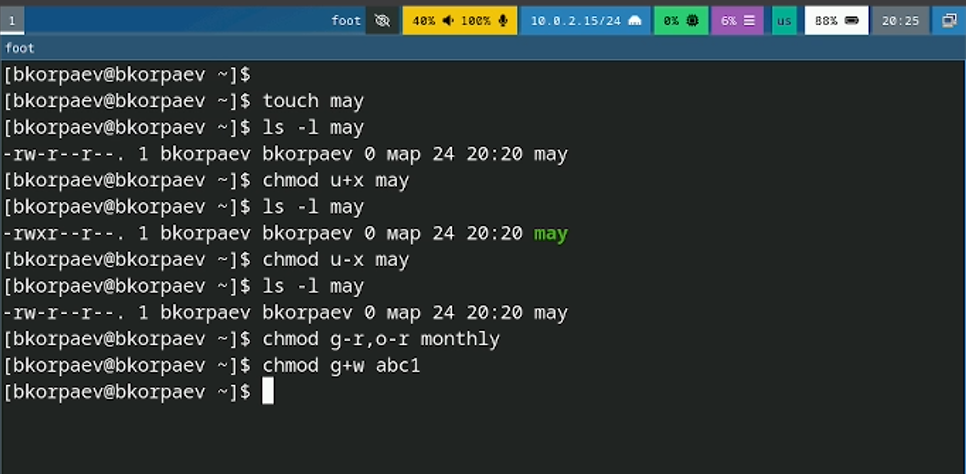 1 foot 40% 100% 10.0.2.15/24 0% 6% us 88% 20:25
foot
[bkorpaev@bkorpaev ~]$
[bkorpaev@bkorpaev ~]$ touch may
[bkorpaev@bkorpaev ~]$ ls -l may
-rw-r--r--. 1 bkorpaev bkorpaev 0 мар 24 20:20 may
[bkorpaev@bkorpaev ~]$ chmod u+x may
[bkorpaev@bkorpaev ~]$ ls -l may
-rwxr--r--. 1 bkorpaev bkorpaev 0 мар 24 20:20 may
[bkorpaev@bkorpaev ~]$ chmod u-x may
[bkorpaev@bkorpaev ~]$ ls -l may
-rw-r--r--. 1 bkorpaev bkorpaev 0 мар 24 20:20 may
[bkorpaev@bkorpaev ~]$ chmod g-r,o-r monthly
[bkorpaev@bkorpaev ~]$ chmod g+w abc1
[bkorpaev@bkorpaev ~]$